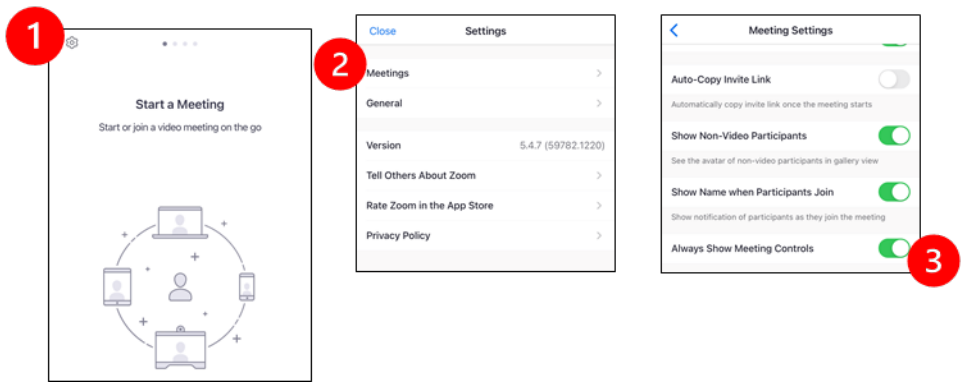 1
Start a Meeting
Start or join a video meeting on the go
2
Close Settings
Meetings
General
Version 5.4.7 (59782.1220)
Tell Others About Zoom
Rate Zoom in the App Store
Privacy Policy
Meeting Settings
Auto-Copy Invite Link
Automatically copy invite link once the meeting starts
Show Non-Video Participants
See the avatar of non-video participants in gallery view
Show Name when Participants Join
Show notification of participants as they join the meeting
Always Show Meeting Controls
3